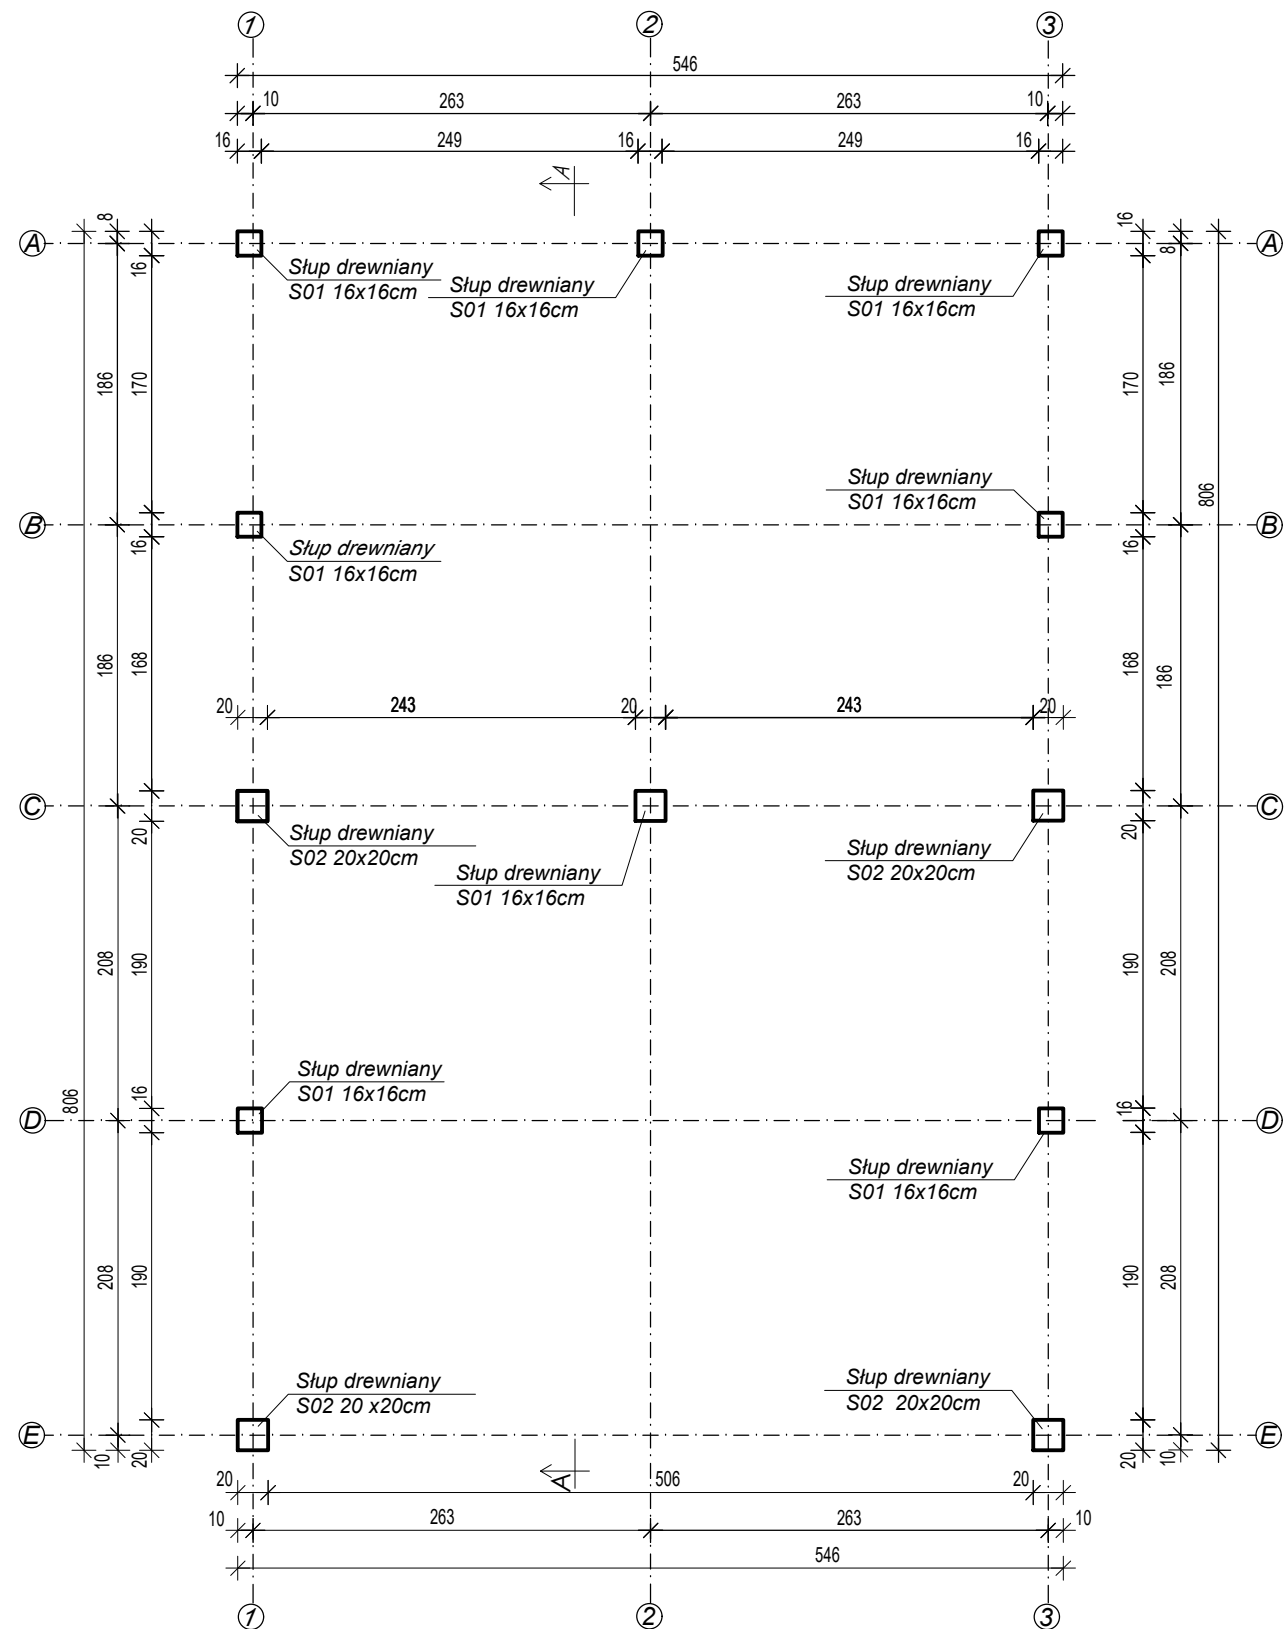 1 2 3
546
10 263 263 10
16 249 16 249 16
A
8 16
A A
16 8
Słup drewniany
S01 16x16cm
Słup drewniany
S01 16x16cm
Słup drewniany
S01 16x16cm
186 170 170 186
Słup drewniany
S01 16x16cm
806
B B
16 16
Słup drewniany
S01 16x16cm
186 168 168 186
20 243 20 243 20
C C
20 20
Słup drewniany
S02 20x20cm
Słup drewniany
S01 16x16cm
Słup drewniany
S02 20x20cm
208 190 190 208
Słup drewniany
S01 16x16cm
806 16 16
D D
Słup drewniany
S01 16x16cm
208 190 190 208
Słup drewniany
S02 20 x20cm
Słup drewniany
S02 20x20cm
E E
10 20 20 10
A
20 506 20
10 263 263 10
546
1 2 3